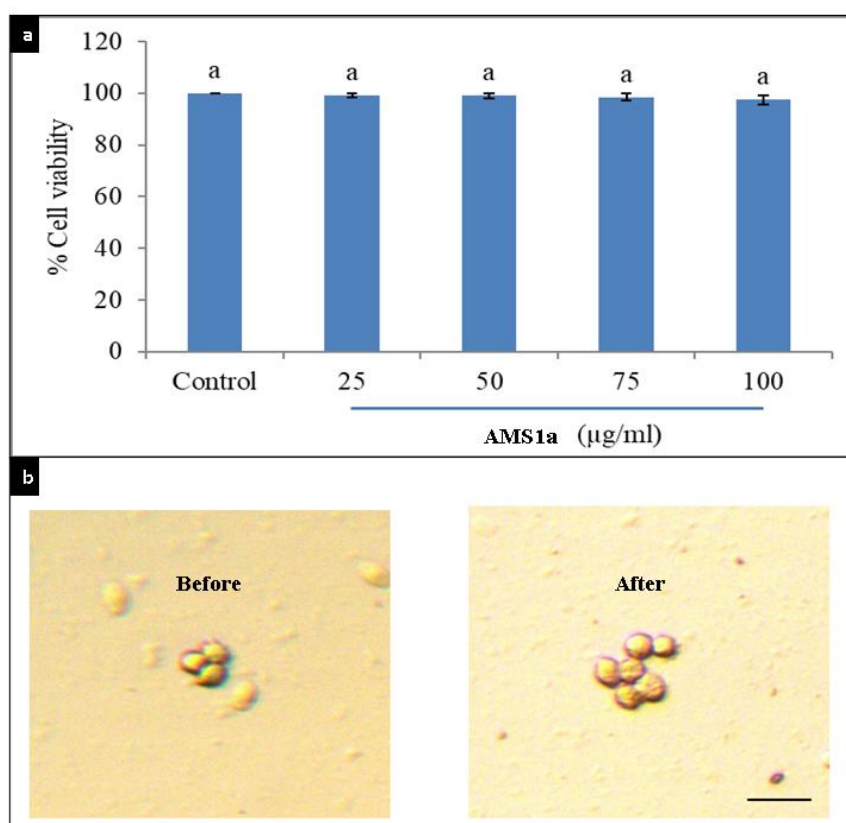 a
120
100
80
60
40
20
0
% Cell viability
a a a a a
Control 25 50 75 100
AMS1a (µg/ml)
b
Before
After